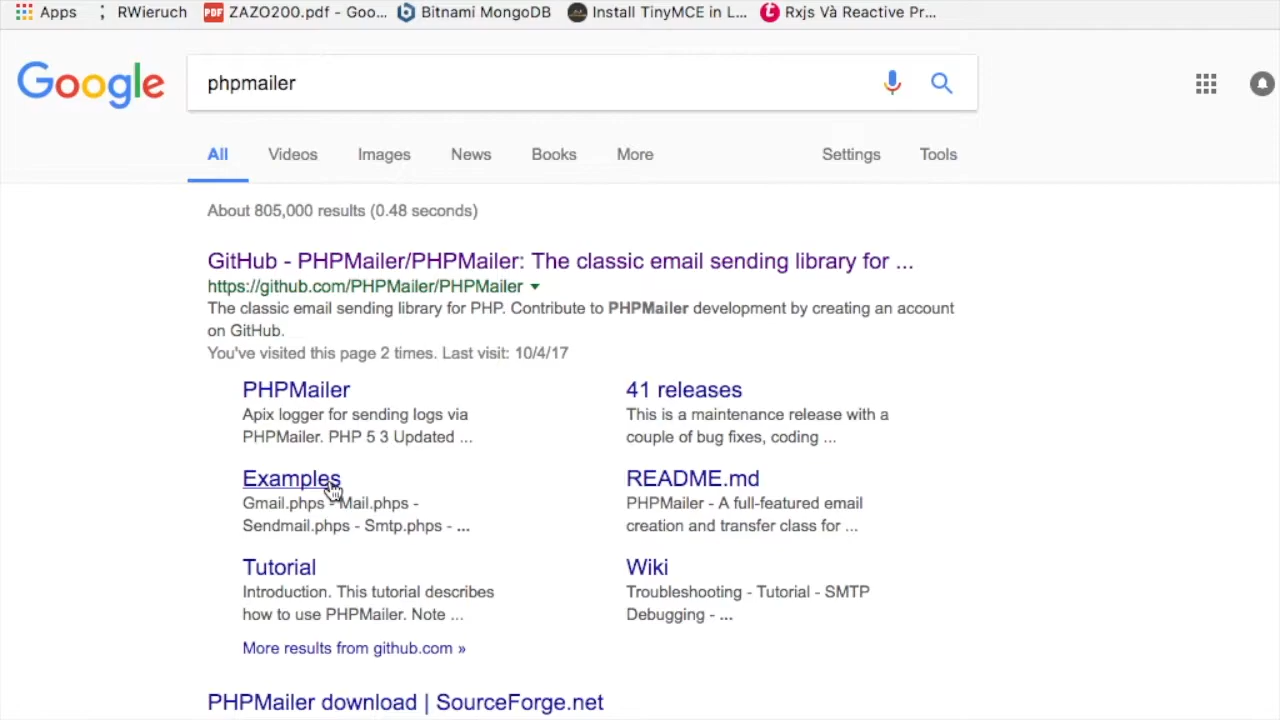 Apps RWieruch ZAZO200.pdf - Goo... Bitnami MongoDB Install TinyMCE in L... Rxjs Và Reactive Pr...
Google phpmailer
All Videos Images News Books More Settings Tools
About 805,000 results (0.48 seconds)
GitHub - PHPMailer/PHPMailer: The classic email sending library for ...
https://github.com/PHPMailer/PHPMailer
The classic email sending library for PHP. Contribute to PHPMailer development by creating an account
on GitHub.
You've visited this page 2 times. Last visit: 10/4/17
PHPMailer
Apix logger for sending logs via
PHPMailer. PHP 5 3 Updated ...
41 releases
This is a maintenance release with a
couple of bug fixes, coding ...
Examples
Gmail.phps - Mail.phps -
Sendmail.phps - Smtp.phps - ...
README.md
PHPMailer - A full-featured email
creation and transfer class for ...
Tutorial
Introduction. This tutorial describes
how to use PHPMailer. Note ...
Wiki
Troubleshooting - Tutorial - SMTP
Debugging - ...
More results from github.com »
PHPMailer download | SourceForge.net